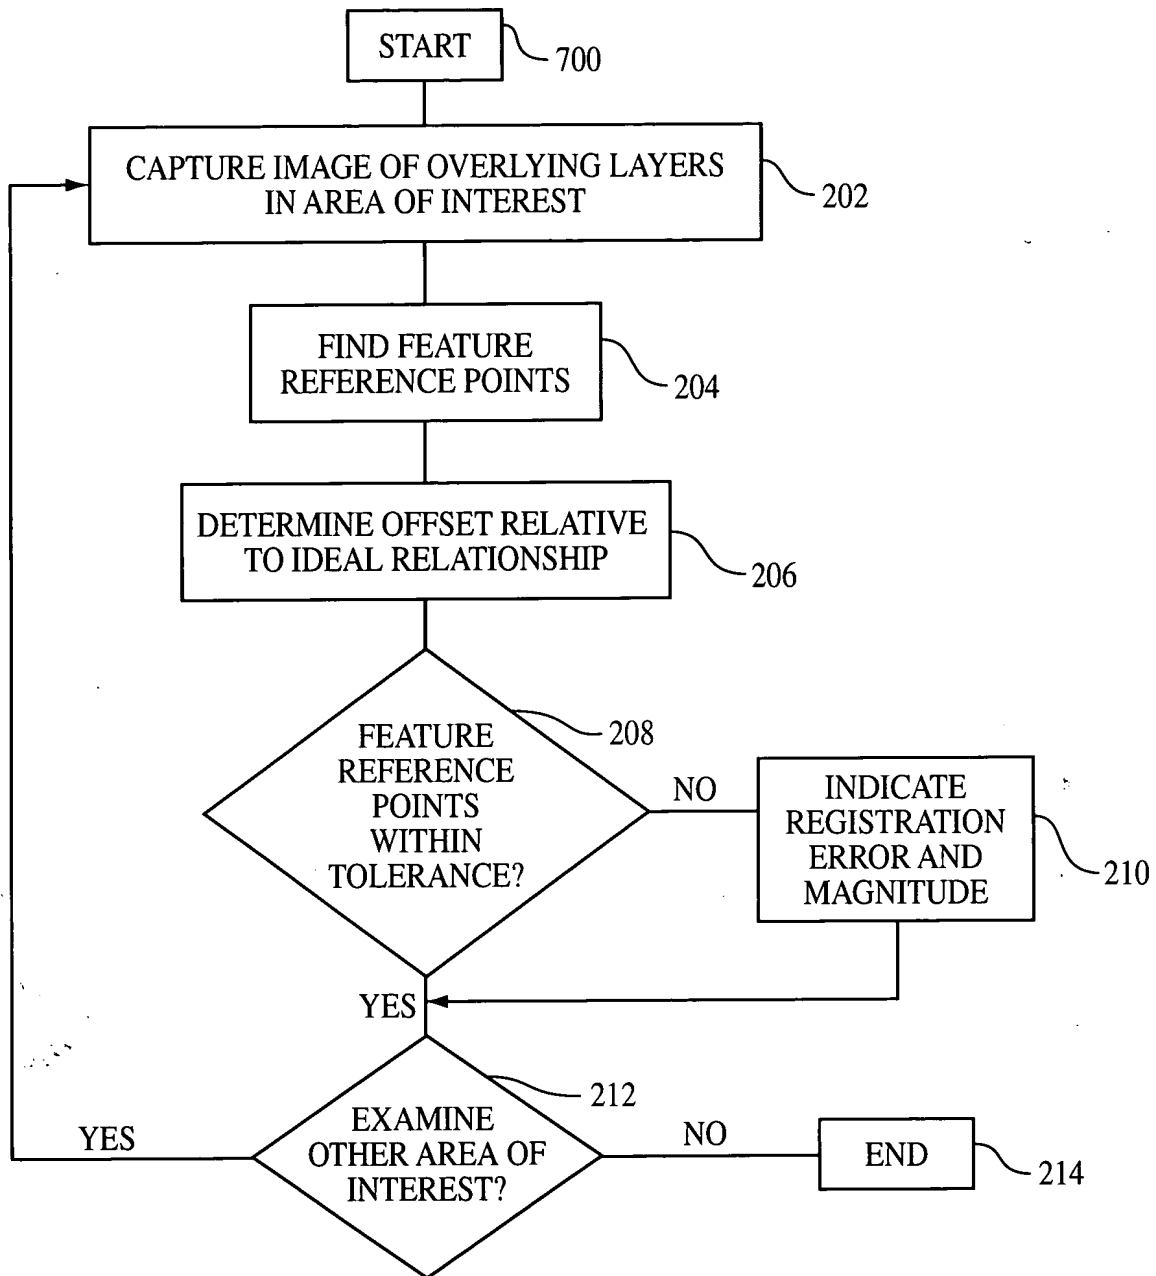 START
700
CAPTURE IMAGE OF OVERLYING LAYERS
IN AREA OF INTEREST
202
FIND FEATURE
REFERENCE POINTS
204
DETERMINE OFFSET RELATIVE
TO IDEAL RELATIONSHIP
206
FEATURE
REFERENCE
POINTS
WITHIN
TOLERANCE?
208
NO
INDICATE
REGISTRATION
ERROR AND
MAGNITUDE
210
YES
EXAMINE
OTHER AREA OF
INTEREST?
212
YES
NO
END
214